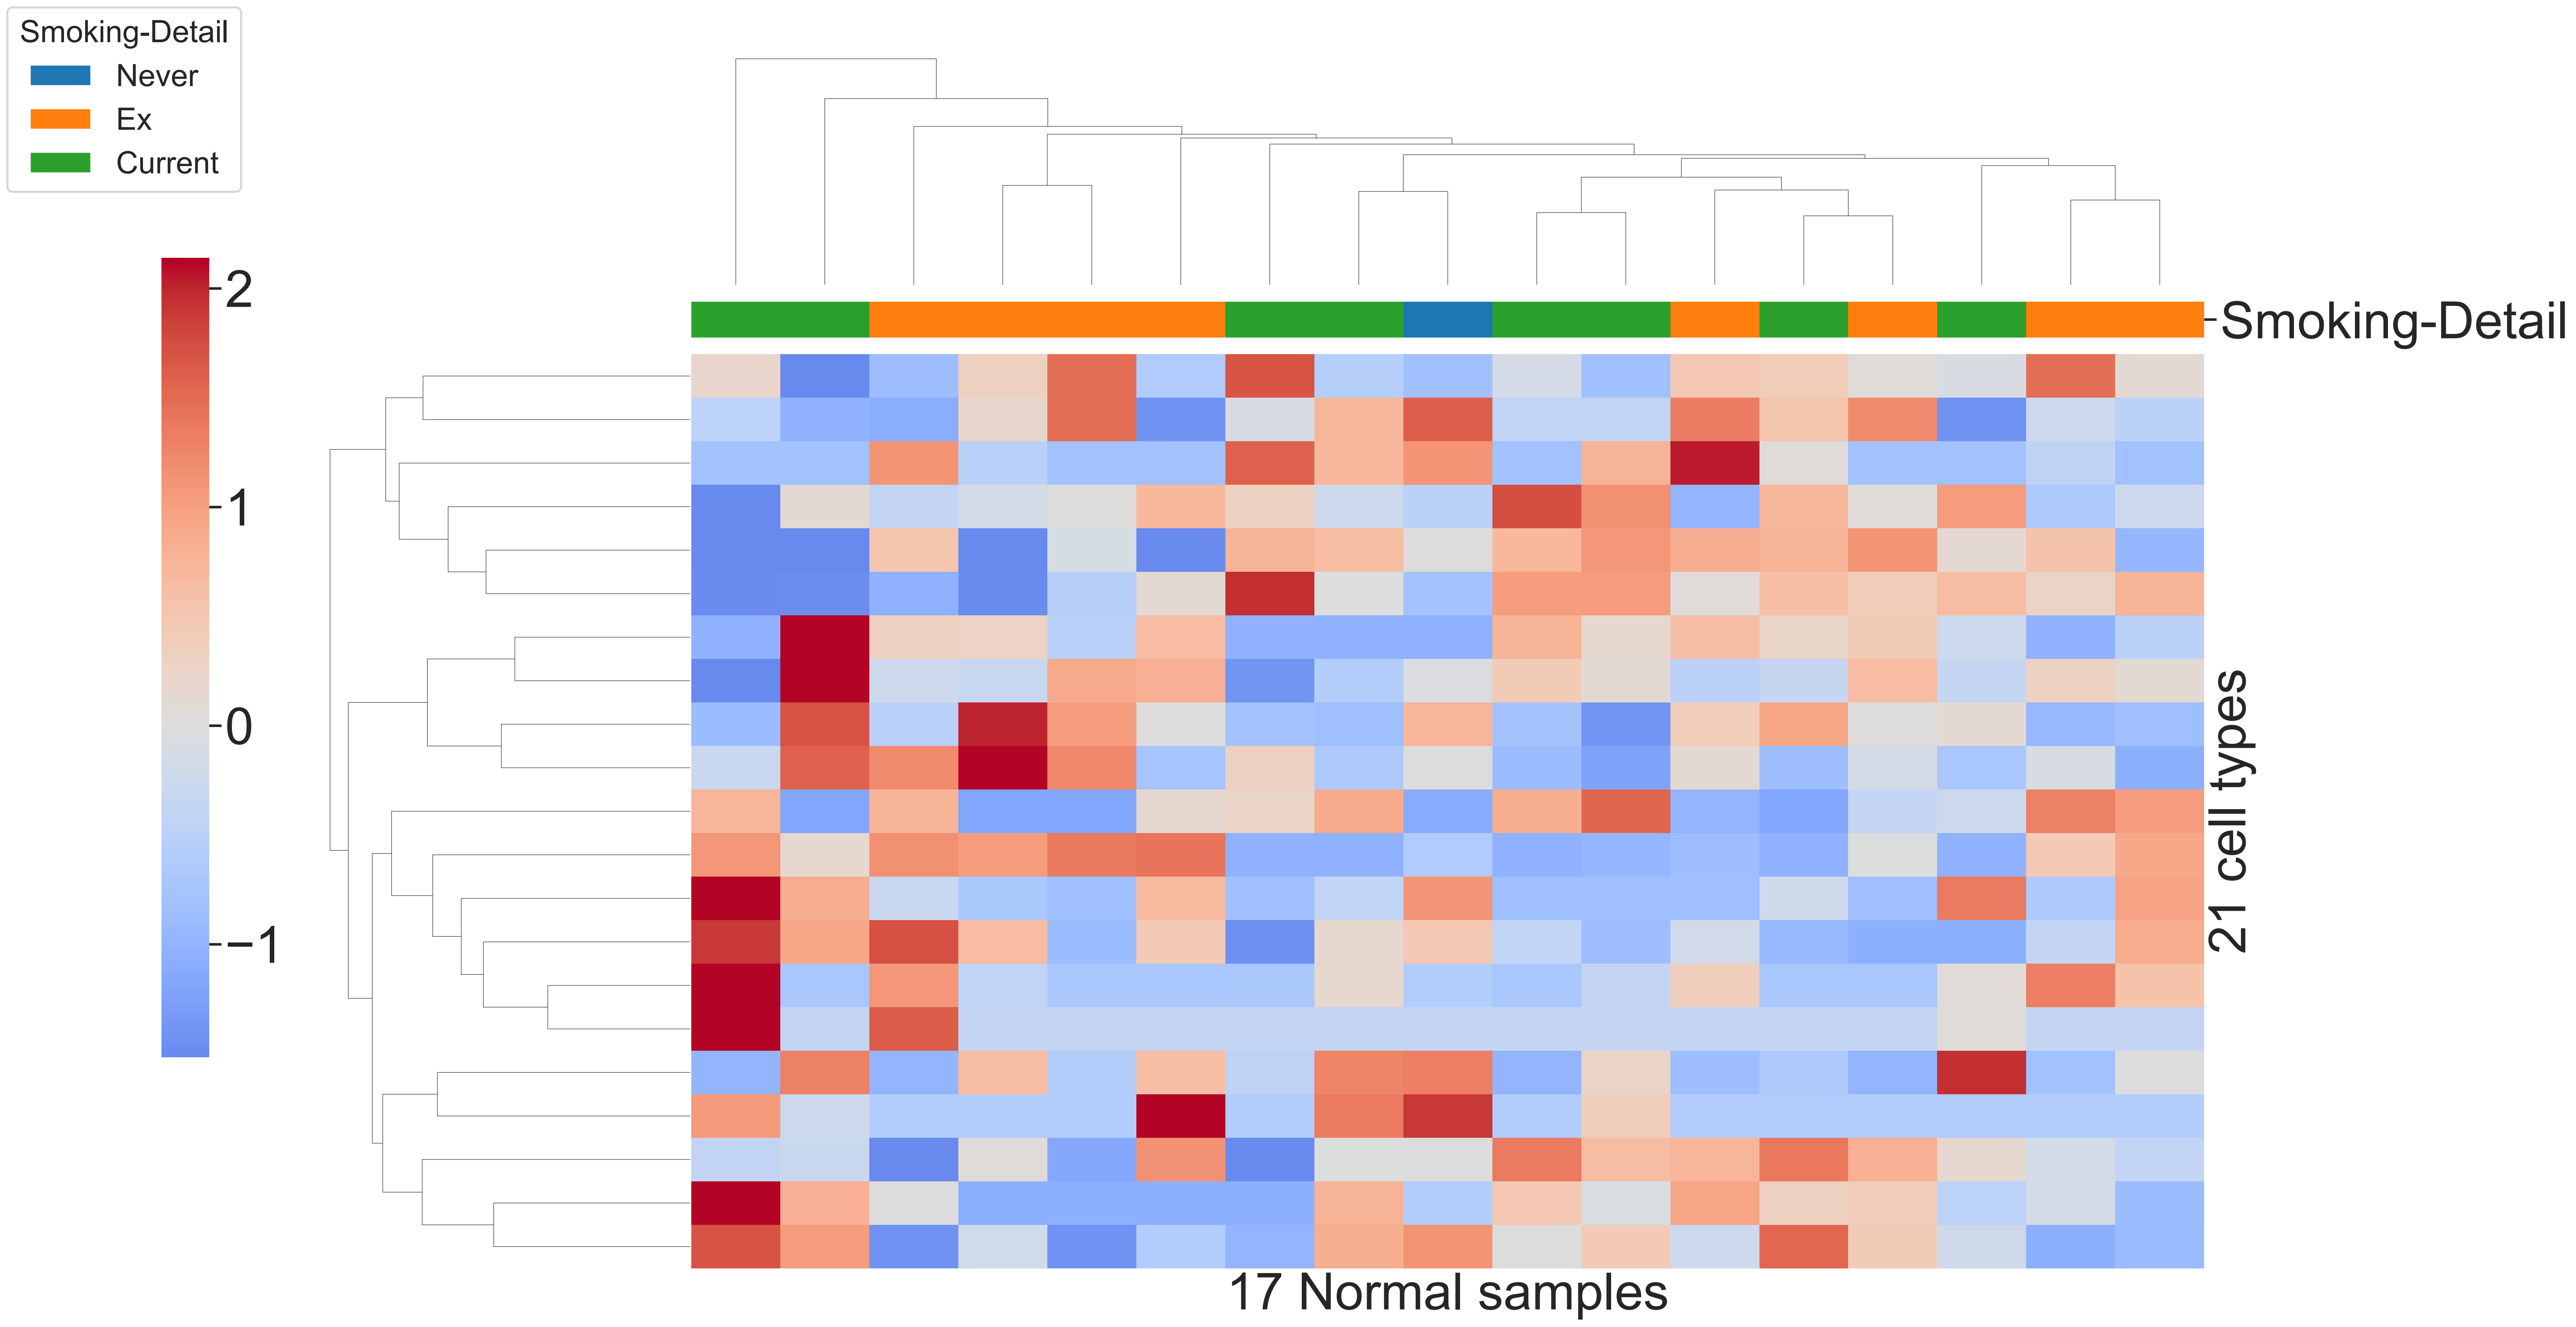 Smoking-Detail
Never
Ex
Current
2
1
0
−1
Smoking-Detail
21 cell types
17 Normal samples